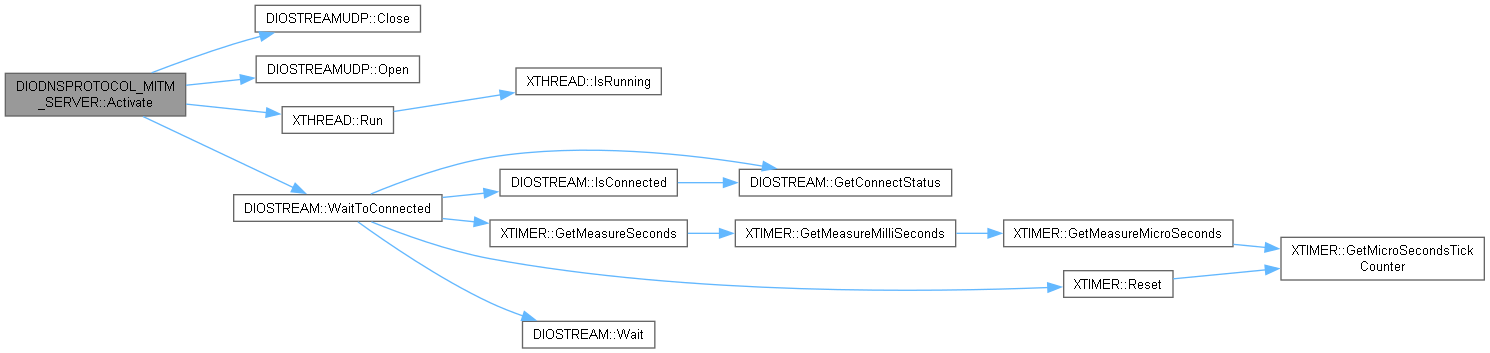 DIOSTREAMUDP::Close
DIOSTREAMUDP::Open
DIODNSPROTOCOL_MITM
_SERVER::Activate
XTHREAD::IsRunning
XTHREAD::Run
DIOSTREAM::IsConnected
DIOSTREAM::GetConnectStatus
DIOSTREAM::WaitToConnected
XTIMER::GetMeasureSeconds
XTIMER::GetMeasureMilliSeconds
XTIMER::GetMeasureMicroSeconds
XTIMER::GetMicroSecondsTick
Counter
XTIMER::Reset
DIOSTREAM::Wait